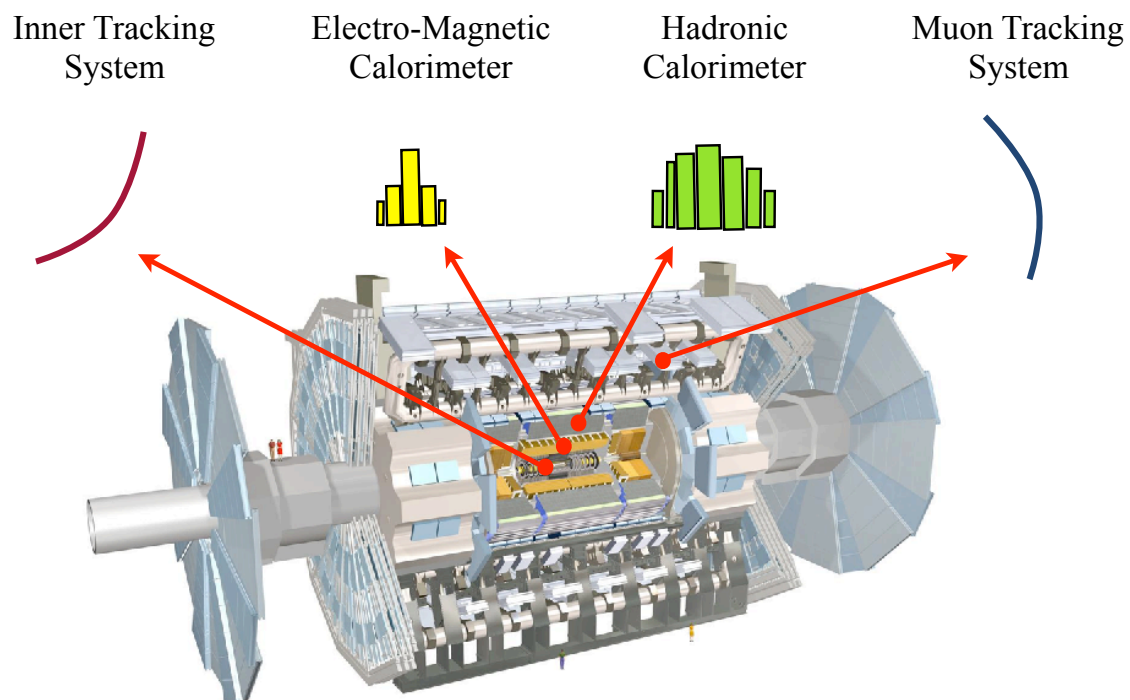 Inner Tracking
System
Electro-Magnetic
Calorimeter
Hadronic
Calorimeter
Muon Tracking
System